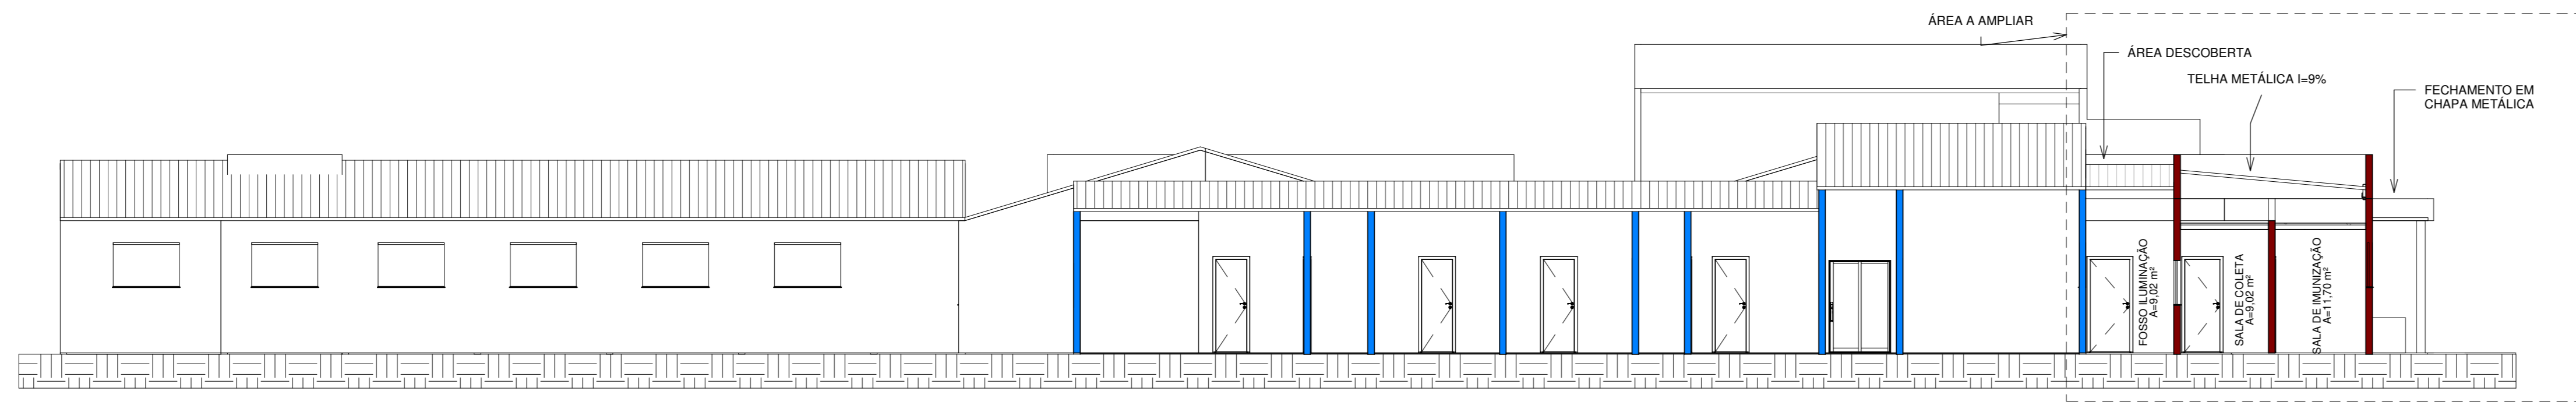 ÁREA A AMPLIAR
ÁREA DESCOBERTA
TELHA METÁLICA I=9%
FECHAMENTO EM
CHAPA METÁLICA
FOSSO ILUMINAÇÃO
A=9,02 m²
SALA DE COLETA
A=9,02 m²
SALA DE IMUNIZAÇÃO
A=11,70 m²